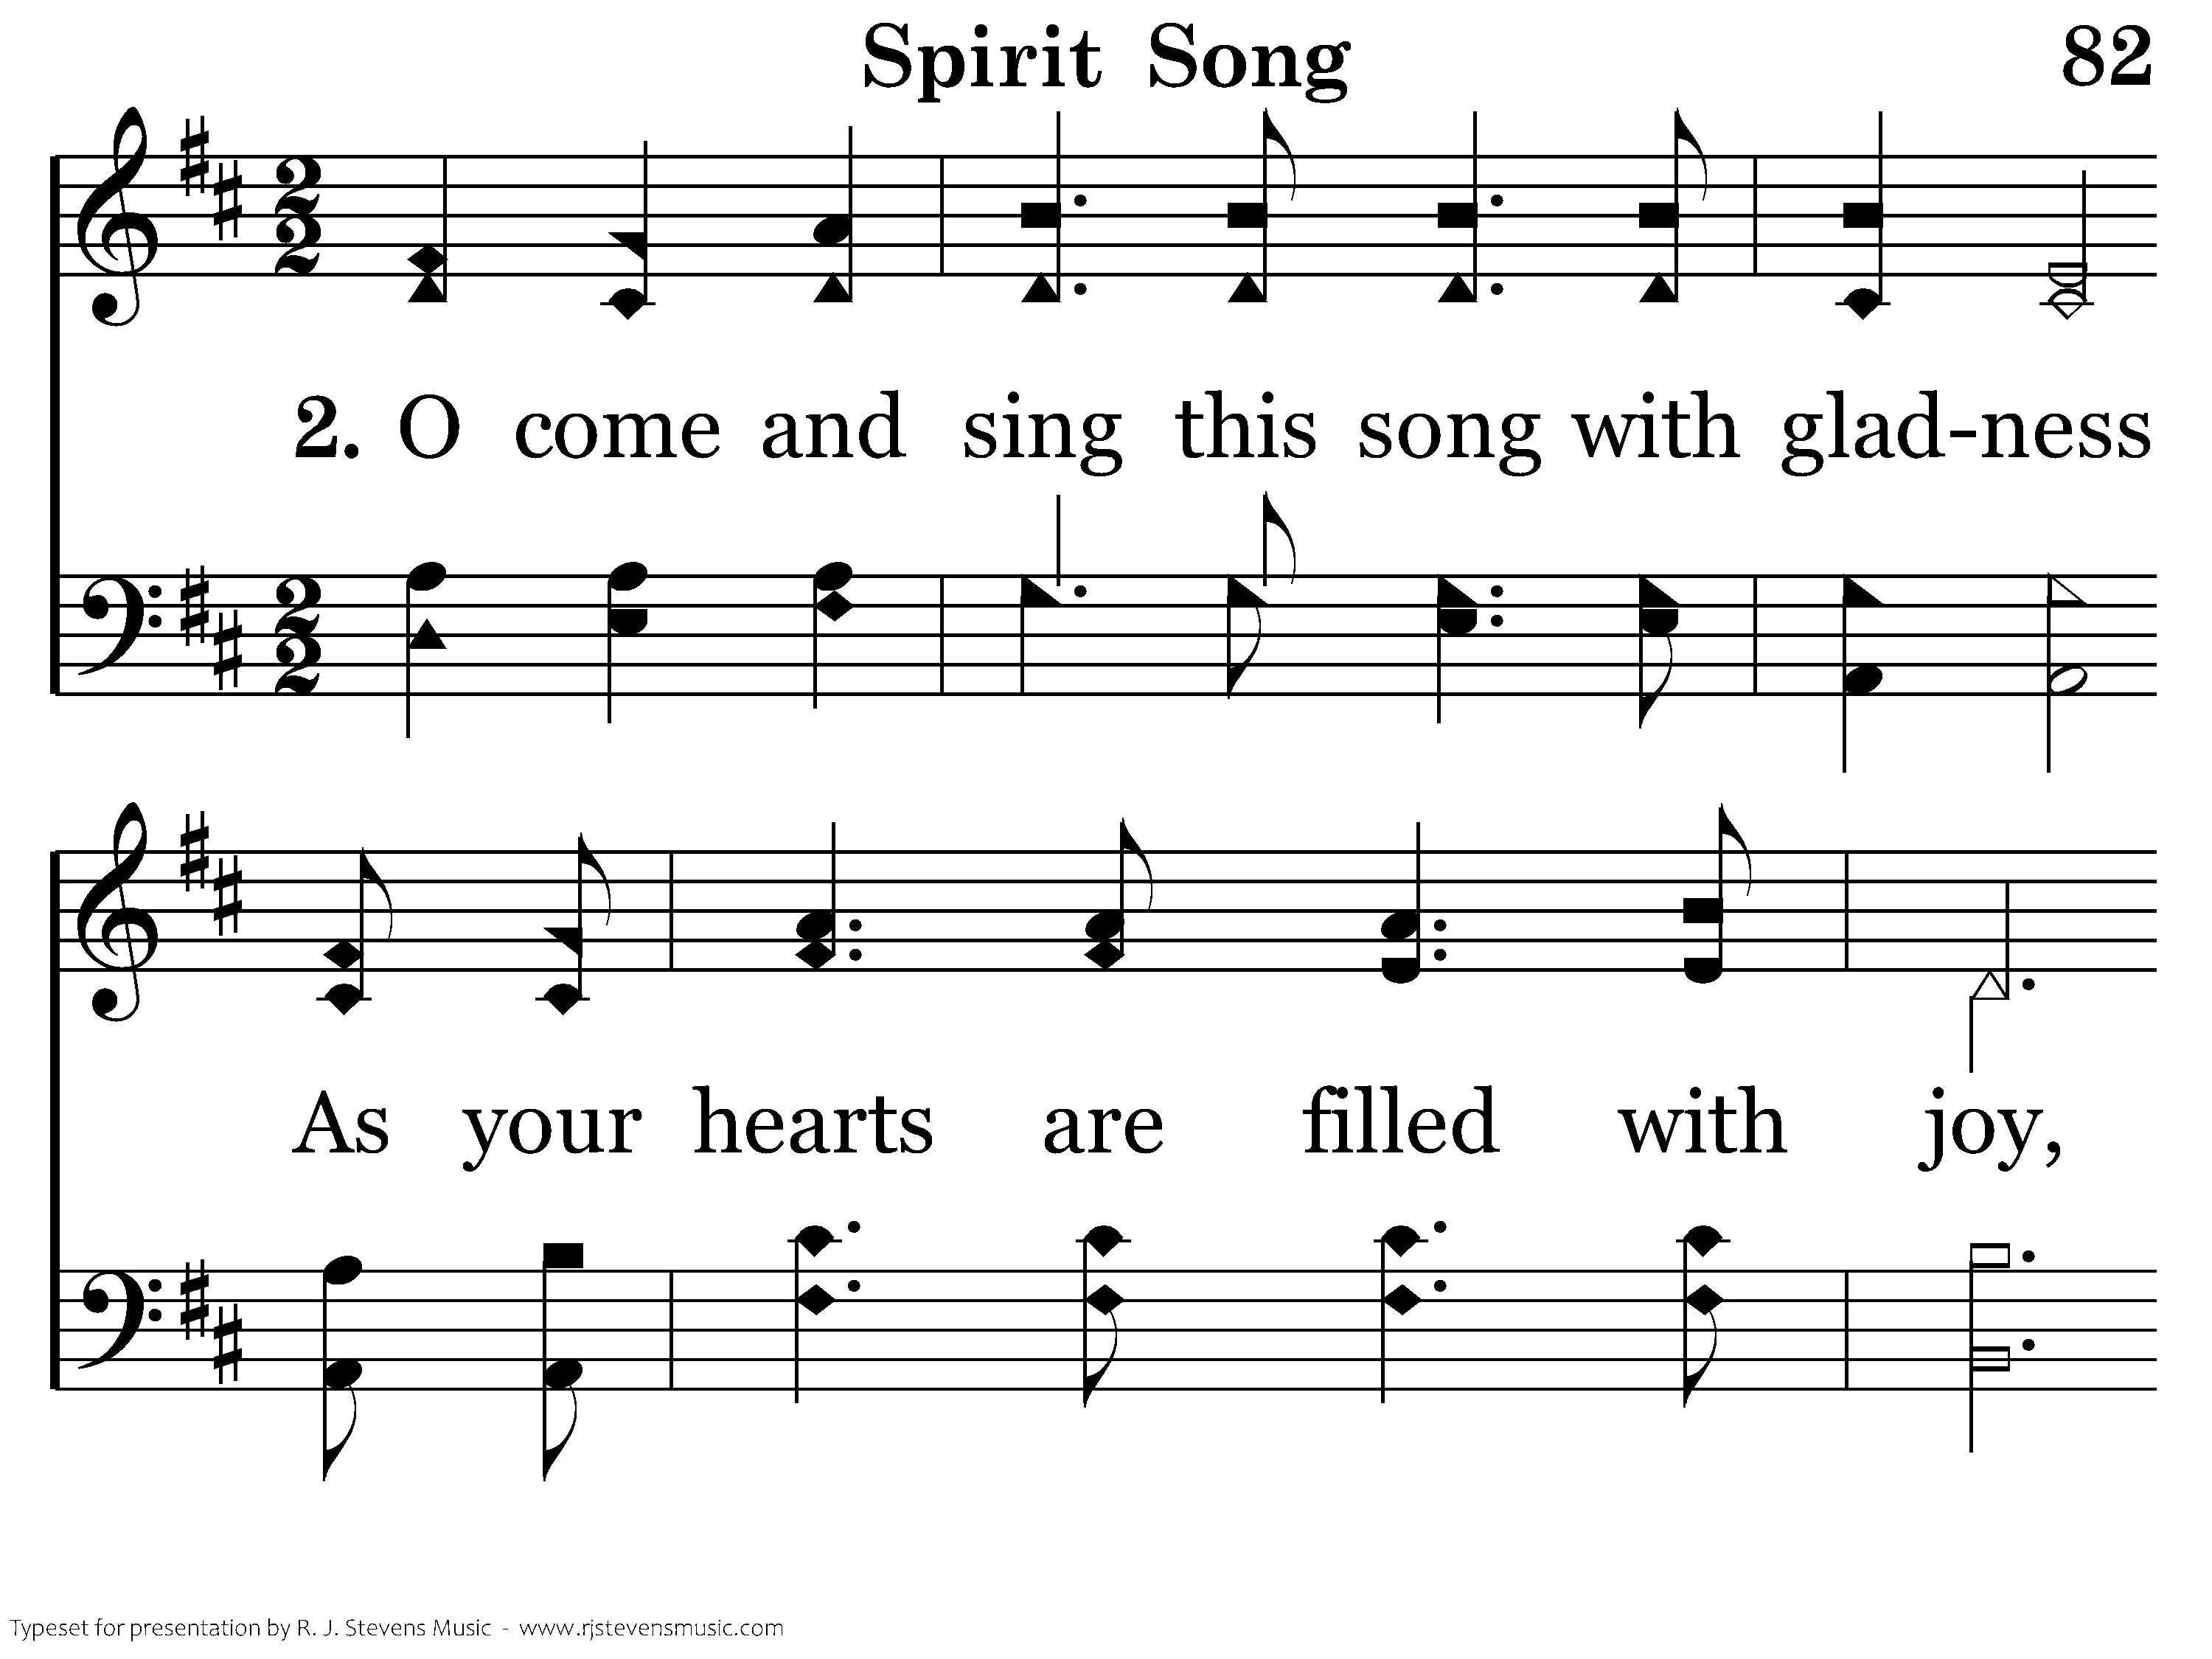 Spirit Song 82
2. O come and sing this song with glad-ness
As your hearts are filled with joy,
Typeset for presentation by R. J. Stevens Music - www.rjstevensmusic.com